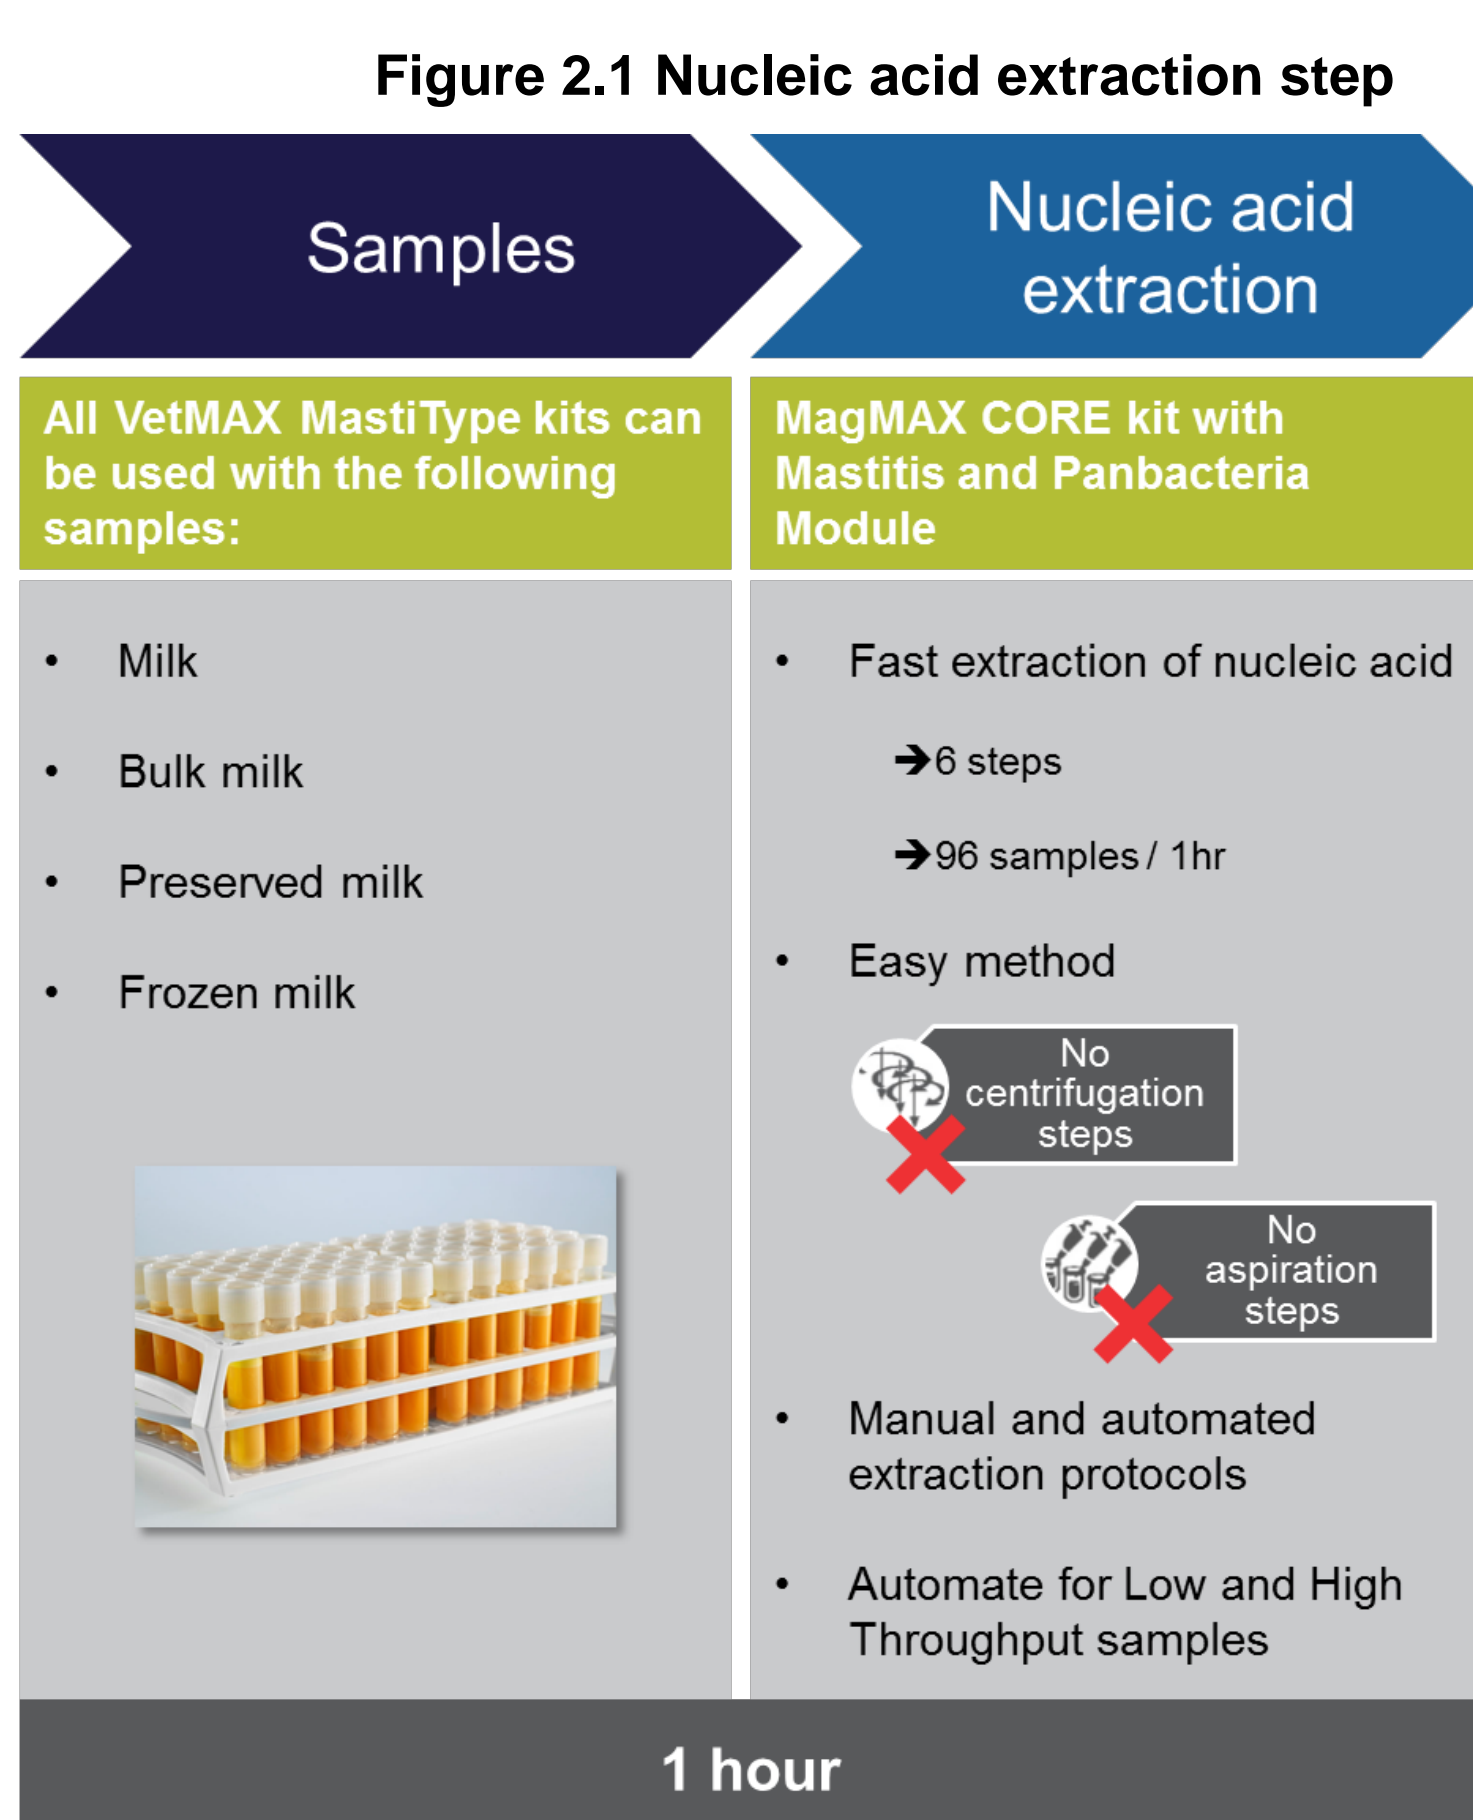 Figure 2.1 Nucleic acid extraction step
Samples
Nucleic acid
extraction
All VetMAX MastiType kits can
be used with the following
samples:
MagMAX CORE kit with
Mastitis and Panbacteria
Module
• Milk
• Bulk milk
• Preserved milk
• Frozen milk
• Fast extraction of nucleic acid
➔6 steps
➔96 samples / 1hr
• Easy method
No
centrifugation
steps
No
aspiration
steps
• Manual and automated
extraction protocols
• Automate for Low and High
Throughput samples
1 hour